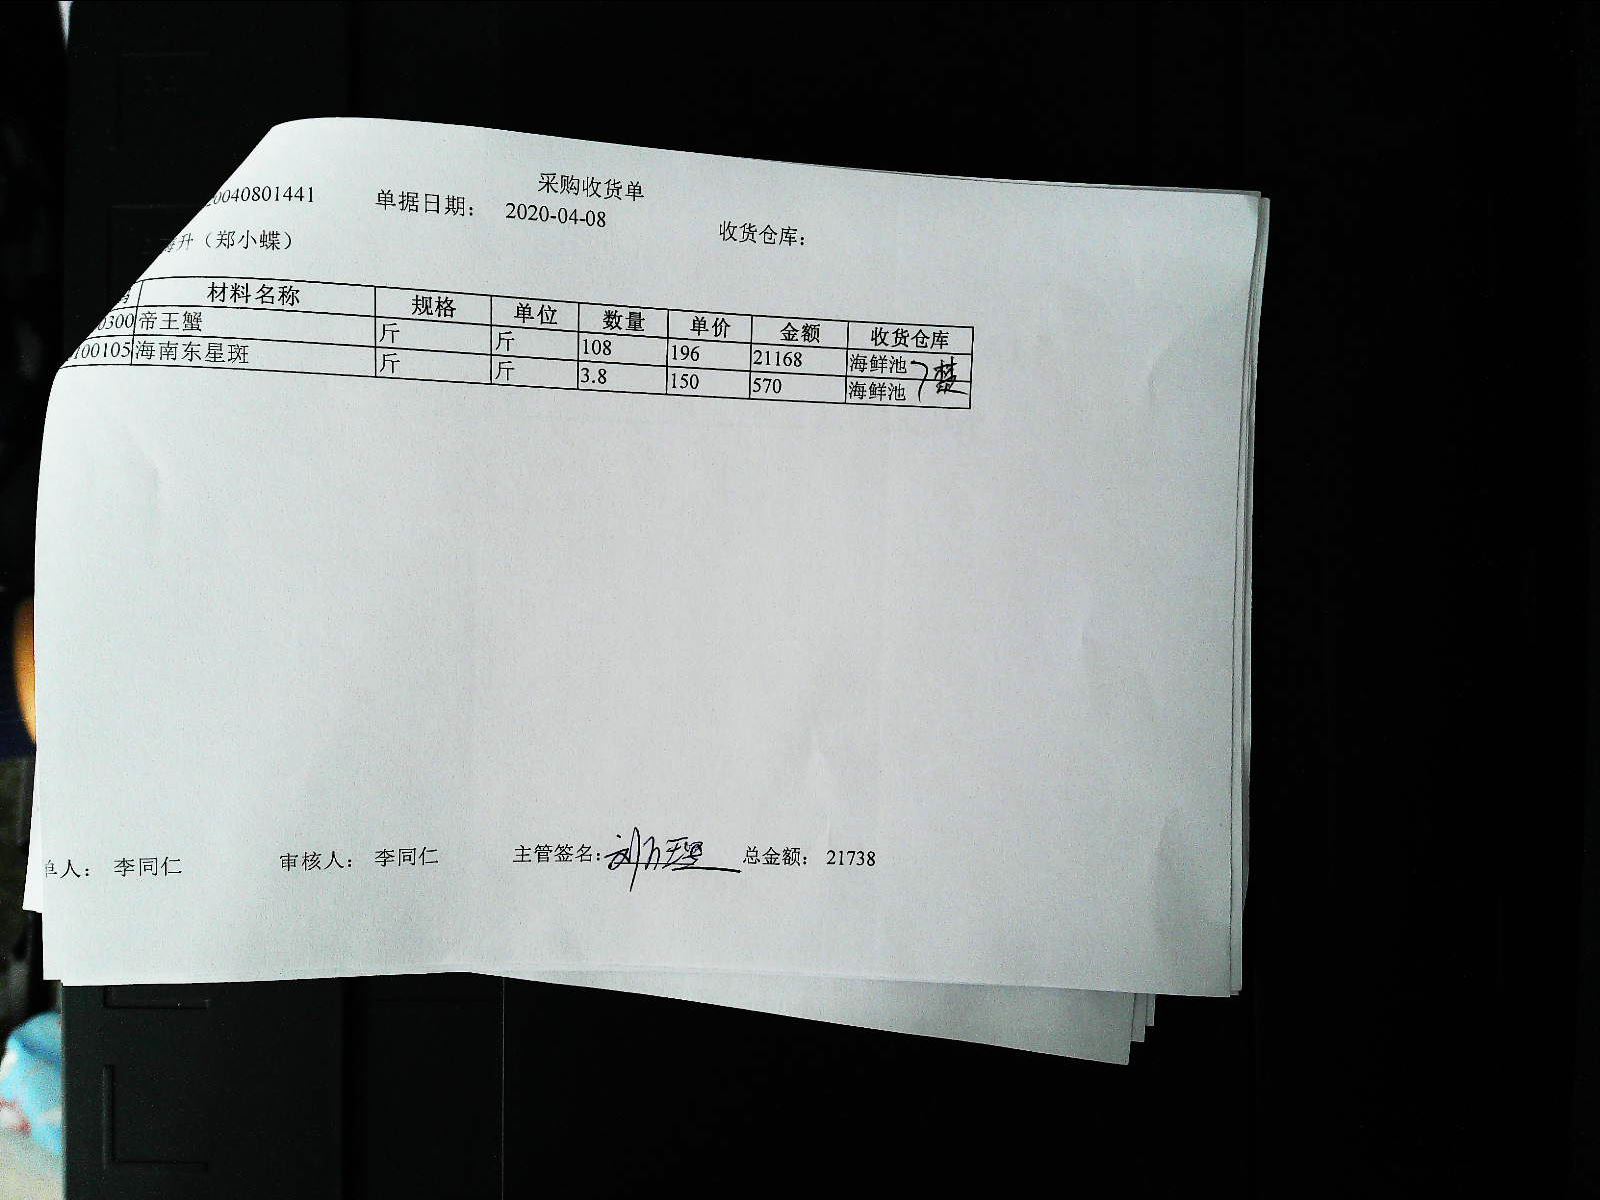 采购收货单
0040801441 单据日期： 2020-04-08 收货仓库：
升（郑小蝶）
材料名称 规格 单位 数量 单价 金额 收货仓库
0300 帝王蟹 斤 斤 108 196 21168 海鲜池
100105 海南东星斑 斤 斤 3.8 150 570 海鲜池
单人： 李同仁 审核人： 李同仁 主管签名： 总金额： 21738